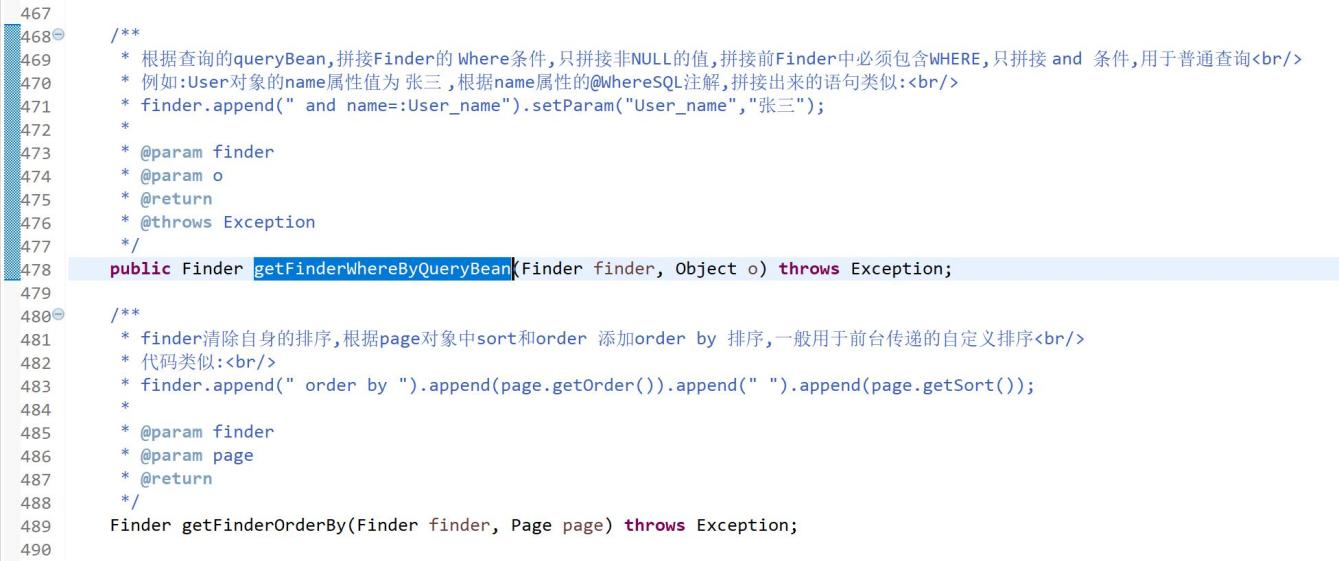 467
468 /**
469 * 根据查询的queryBean,拼接Finder的 Where条件,只拼接非NULL的值,拼接前Finder中必须包含WHERE,只拼接 and 条件,用于普通查询<br/>
470 * 例如:User对象的name属性值为 张三 ,根据name属性的@WhereSQL注解,拼接出来的语句类似:<br/>
471 * finder.append(" and name=:User_name").setParam("User_name","张三");
472 *
473 * @param finder
474 * @param o
475 * @return
476 * @throws Exception
477 */
478 public Finder getFinderWhereByQueryBean(Finder finder, Object o) throws Exception;
479
480 /**
481 * finder清除自身的排序,根据page对象中sort和order 添加order by 排序,一般用于前台传递的自定义排序<br/>
482 * 代码类似:<br/>
483 * finder.append(" order by ").append(page.getOrder()).append(" ").append(page.getSort());
484 *
485 * @param finder
486 * @param page
487 * @return
488 */
489 Finder getFinderOrderBy(Finder finder, Page page) throws Exception;
490